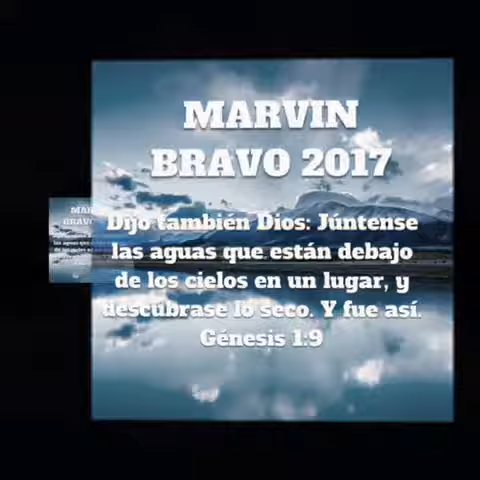 MARVIN
BRAVO 2017
Dijo también Dios: Júntense
las aguas que están debajo
de los cielos en un lugar, y
descúbrase lo seco. Y fue así.
Génesis 1:9